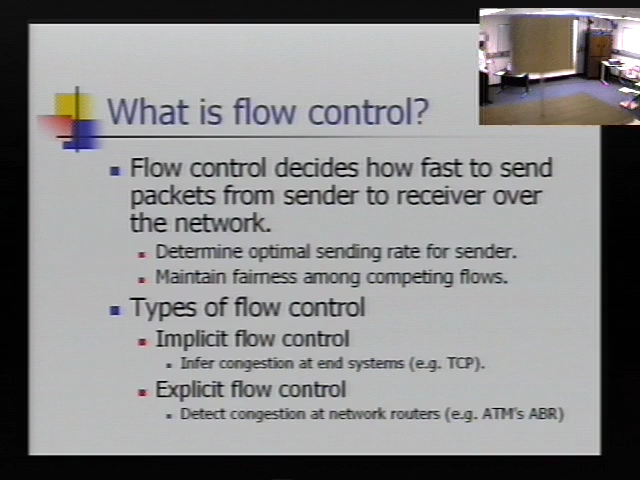 What is flow control?
Flow control decides how fast to send
packets from sender to receiver over
the network.
Determine optimal sending rate for sender.
Maintain fairness among competing flows.
Types of flow control
Implicit flow control
Infer congestion at end systems (e.g. TCP).
Explicit flow control
Detect congestion at network routers (e.g. ATM's ABR)